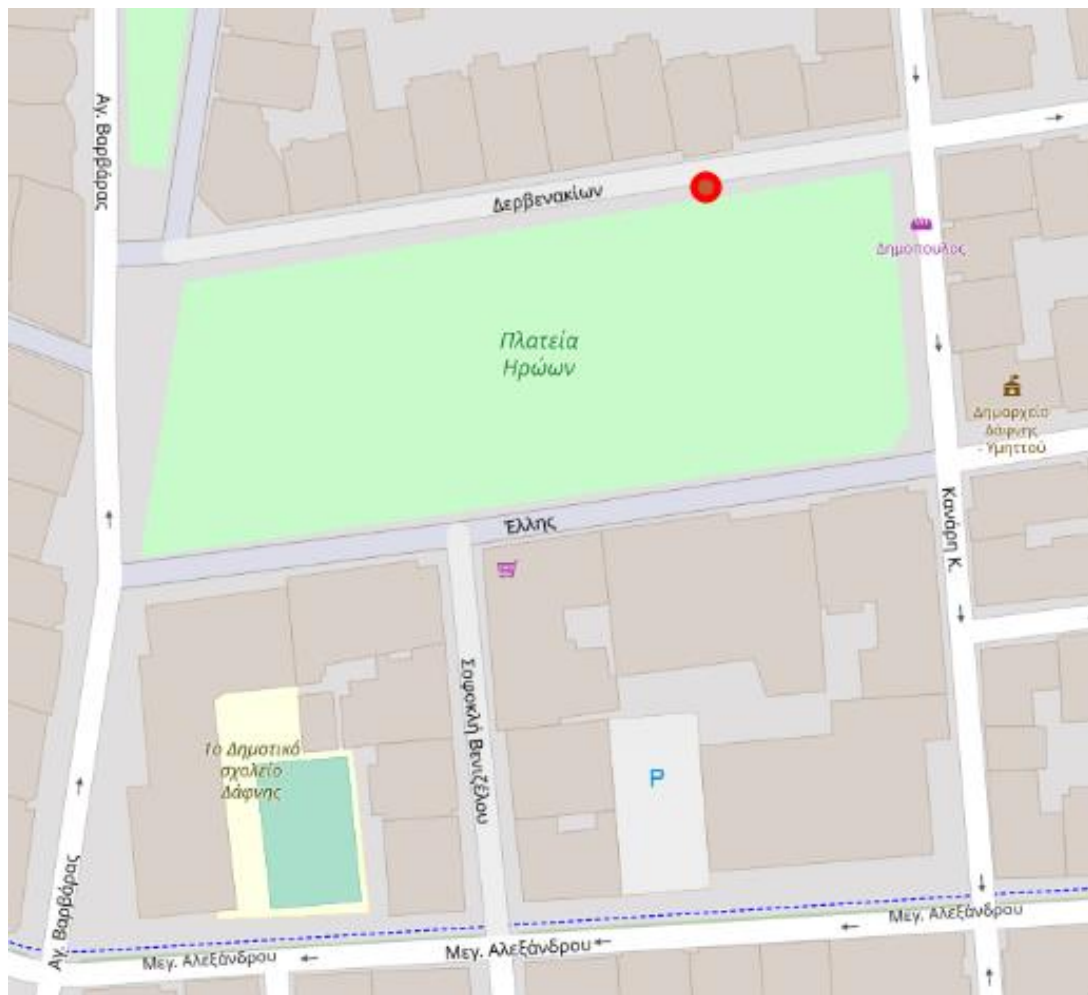 Αγ. Βαρβάρας
Δερβενακίων
Δημοπουλος
Πλατεία
Ηρώων
Δημαρχείο
Δάφνης
- Υμηττού
Έλλης
Κανάρη Κ.
Σοφοκλή Βενιζέλου
1ο Δημοτικό
σχολείο
Δάφνης
P
Αγ. Βαρβάρας
Μεγ. Αλεξάνδρου
Μεγ. Αλεξάνδρου
Μεγ. Αλεξάνδρου